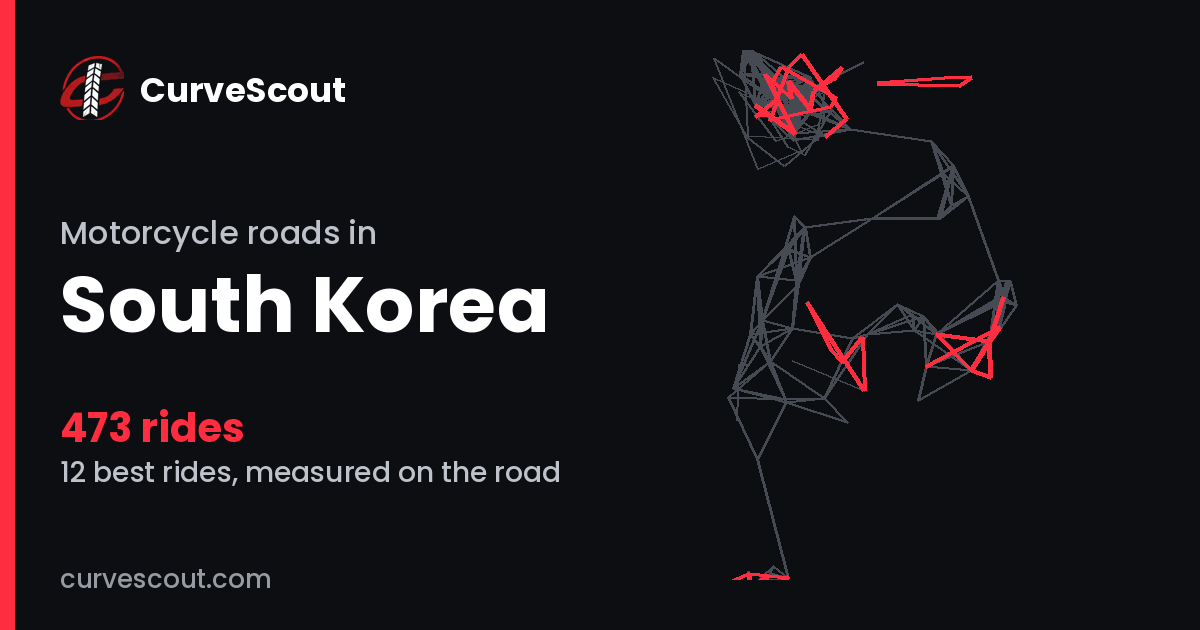 CurveScout
Motorcycle roads in
South Korea
473 rides
12 best rides, measured on the road
curvescout.com